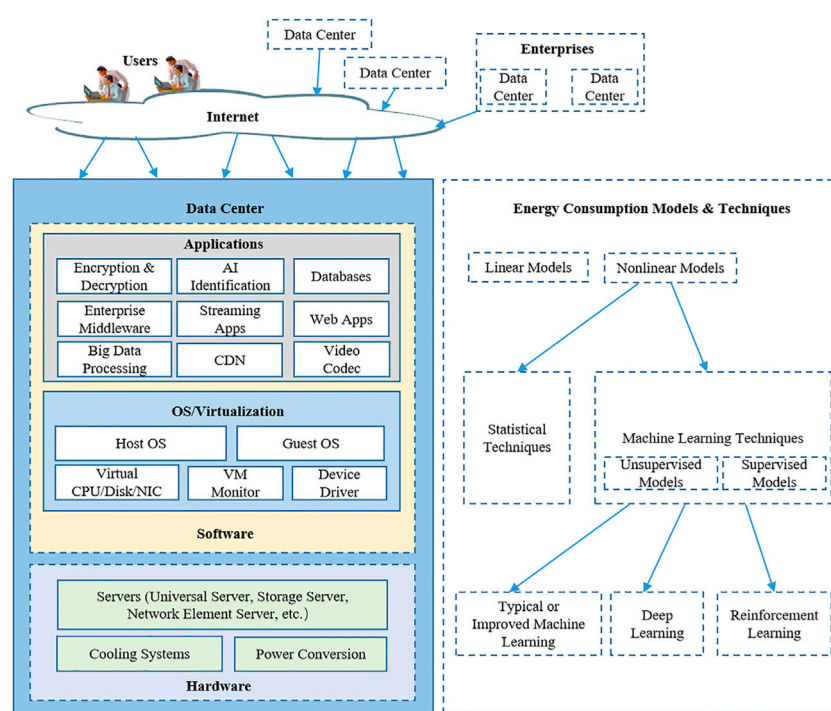 Users
Data Center
Data Center
Enterprises
Data
Center
Data
Center
Internet
Data Center
Applications
Encryption &
Decryption
AI
Identification
Databases
Enterprise
Middleware
Streaming
Apps
Web Apps
Big Data
Processing
CDN
Video
Codec
OS/Virtualization
Host OS
Guest OS
Virtual
CPU/Disk/NIC
VM
Monitor
Device
Driver
Software
Servers (Universal Server, Storage Server,
Network Element Server, etc.)
Cooling Systems
Power Conversion
Hardware
Energy Consumption Models & Techniques
Linear Models
Nonlinear Models
Statistical
Techniques
Machine Learning Techniques
Unsupervised
Models
Supervised
Models
Typical or
Improved Machine
Learning
Deep
Learning
Reinforcement
Learning